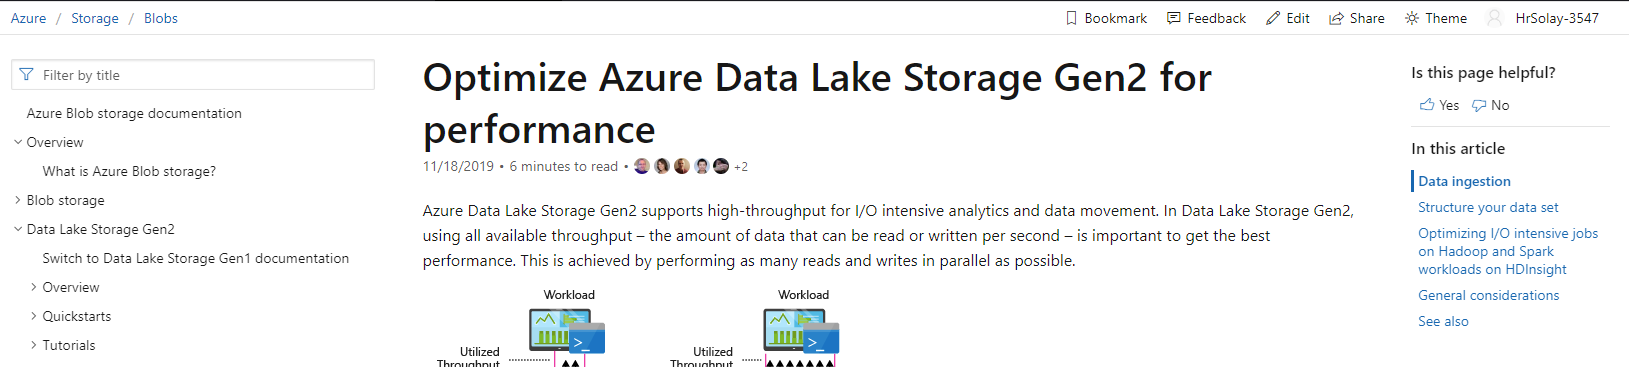 Azure / Storage / Blobs
Bookmark Feedback Edit Share Theme HrSolay-3547
Filter by title
Azure Blob storage documentation
Overview
What is Azure Blob storage?
Blob storage
Data Lake Storage Gen2
Switch to Data Lake Storage Gen1 documentation
Overview
Quickstarts
Tutorials
Optimize Azure Data Lake Storage Gen2 for
performance
11/18/2019 • 6 minutes to read • +2
Azure Data Lake Storage Gen2 supports high-throughput for I/O intensive analytics and data movement. In Data Lake Storage Gen2,
using all available throughput – the amount of data that can be read or written per second – is important to get the best
performance. This is achieved by performing as many reads and writes in parallel as possible.
Workload
Utilized
Throughput
Workload
Utilized
Throughput
Is this page helpful?
Yes No
In this article
Data ingestion
Structure your data set
Optimizing I/O intensive jobs
on Hadoop and Spark
workloads on HDInsight
General considerations
See also